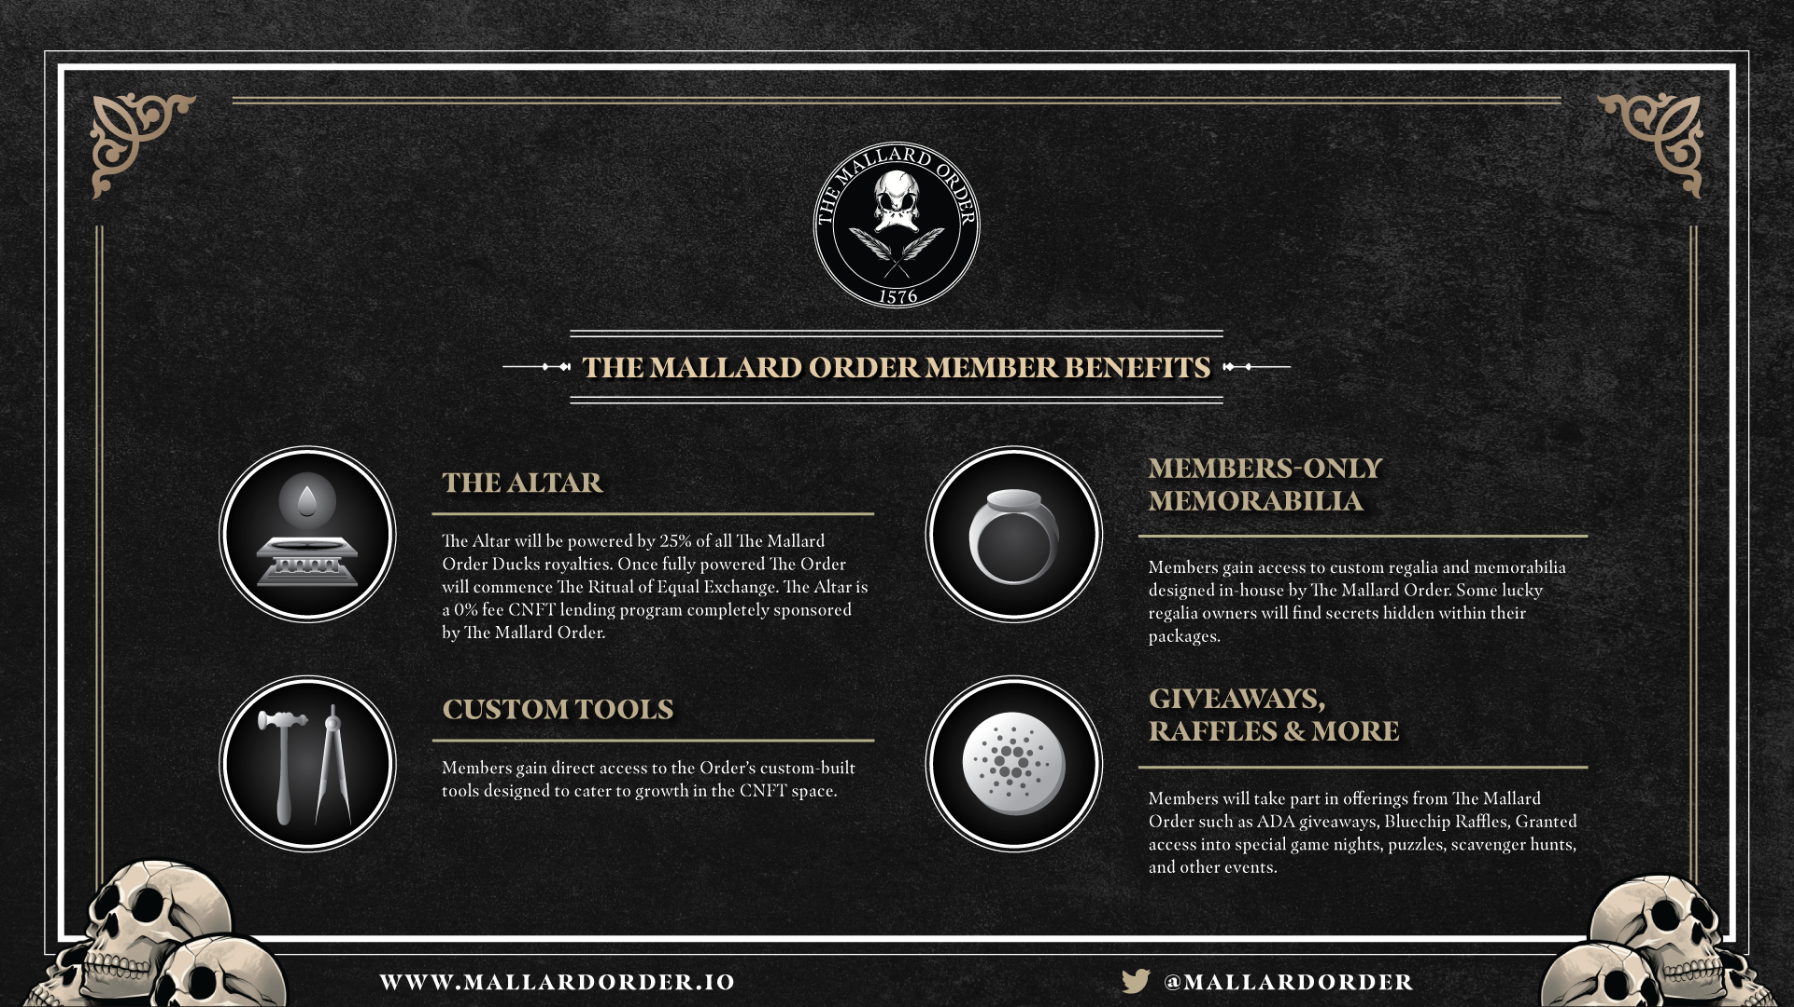 THE MALLARD ORDER
1576
THE MALLARD ORDER MEMBER BENEFITS
THE ALTAR
The Altar will be powered by 25% of all The Mallard
Order Ducks royalties. Once fully powered The Order
will commence The Ritual of Equal Exchange. The Altar is
a 0% fee CNFT lending program completely sponsored
by The Mallard Order.
MEMBERS-ONLY
MEMORABILIA
Members gain access to custom regalia and memorabilia
designed in-house by The Mallard Order. Some lucky
regalia owners will find secrets hidden within their
packages.
CUSTOM TOOLS
Members gain direct access to the Order's custom-built
tools designed to cater to growth in the CNFT space.
GIVEAWAYS,
RAFFLES & MORE
Members will take part in offerings from The Mallard
Order such as ADA giveaways, Bluechip Raffles, Granted
access into special game nights, puzzles, scavenger hunts,
and other events.
WWW.MALLARDORDER.IO
@MALLARDORDER